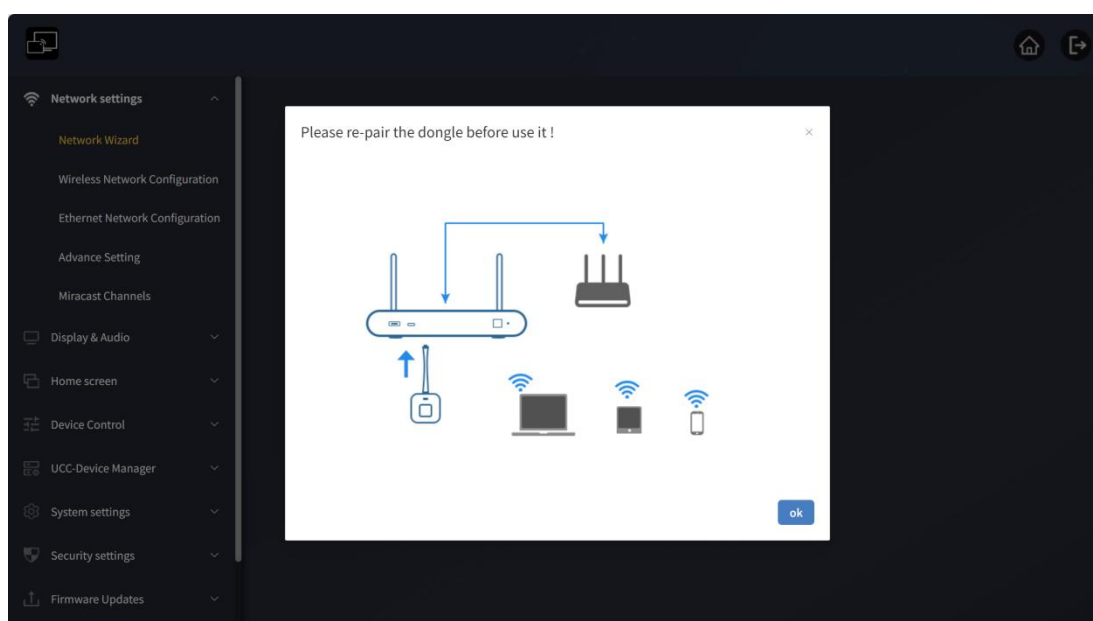 Network settings
Network Wizard
Wireless Network Configuration
Ethernet Network Configuration
Advance Setting
Miracast Channels
Display & Audio
Home screen
Device Control
UCC-Device Manager
System settings
Security settings
Firmware Updates
Please re-pair the dongle before use it !
ok